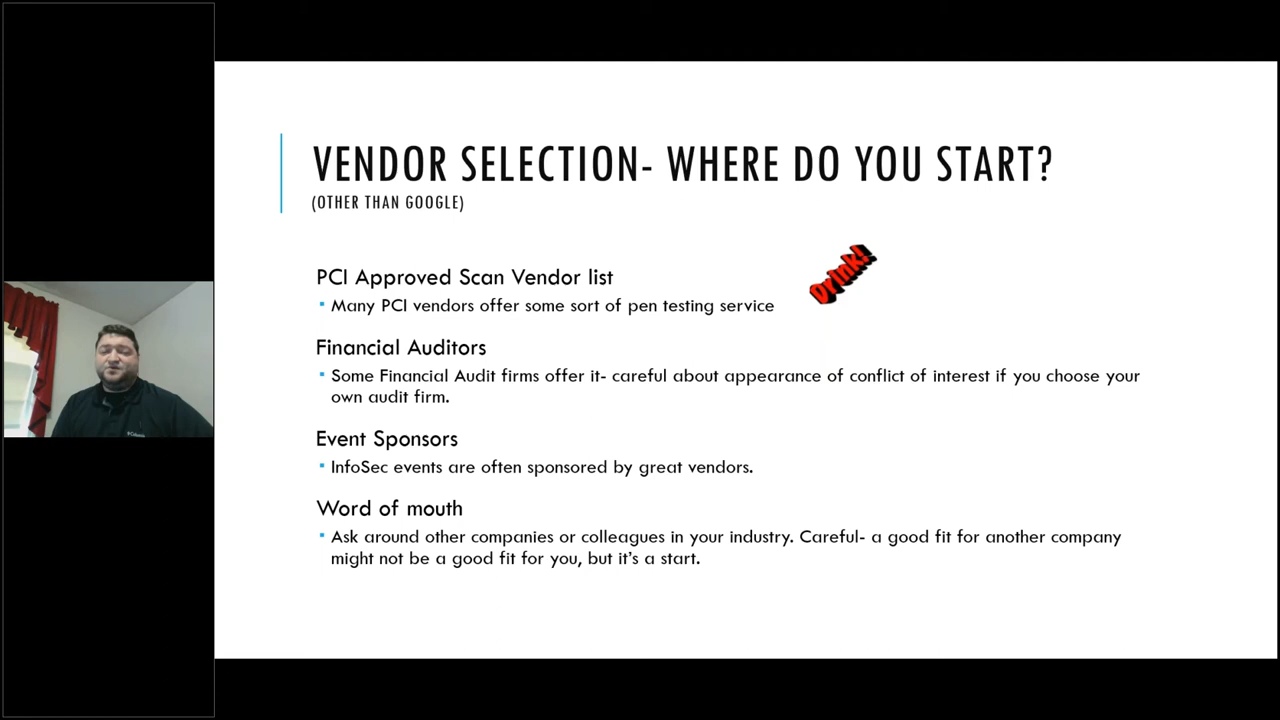 VENDOR SELECTION- WHERE DO YOU START?
(OTHER THAN GOOGLE)
Drink!
PCI Approved Scan Vendor list
▪ Many PCI vendors offer some sort of pen testing service
Financial Auditors
▪ Some Financial Audit firms offer it- careful about appearance of conflict of interest if you choose your
own audit firm.
Event Sponsors
▪ InfoSec events are often sponsored by great vendors.
Word of mouth
▪ Ask around other companies or colleagues in your industry. Careful- a good fit for another company
might not be a good fit for you, but it's a start.